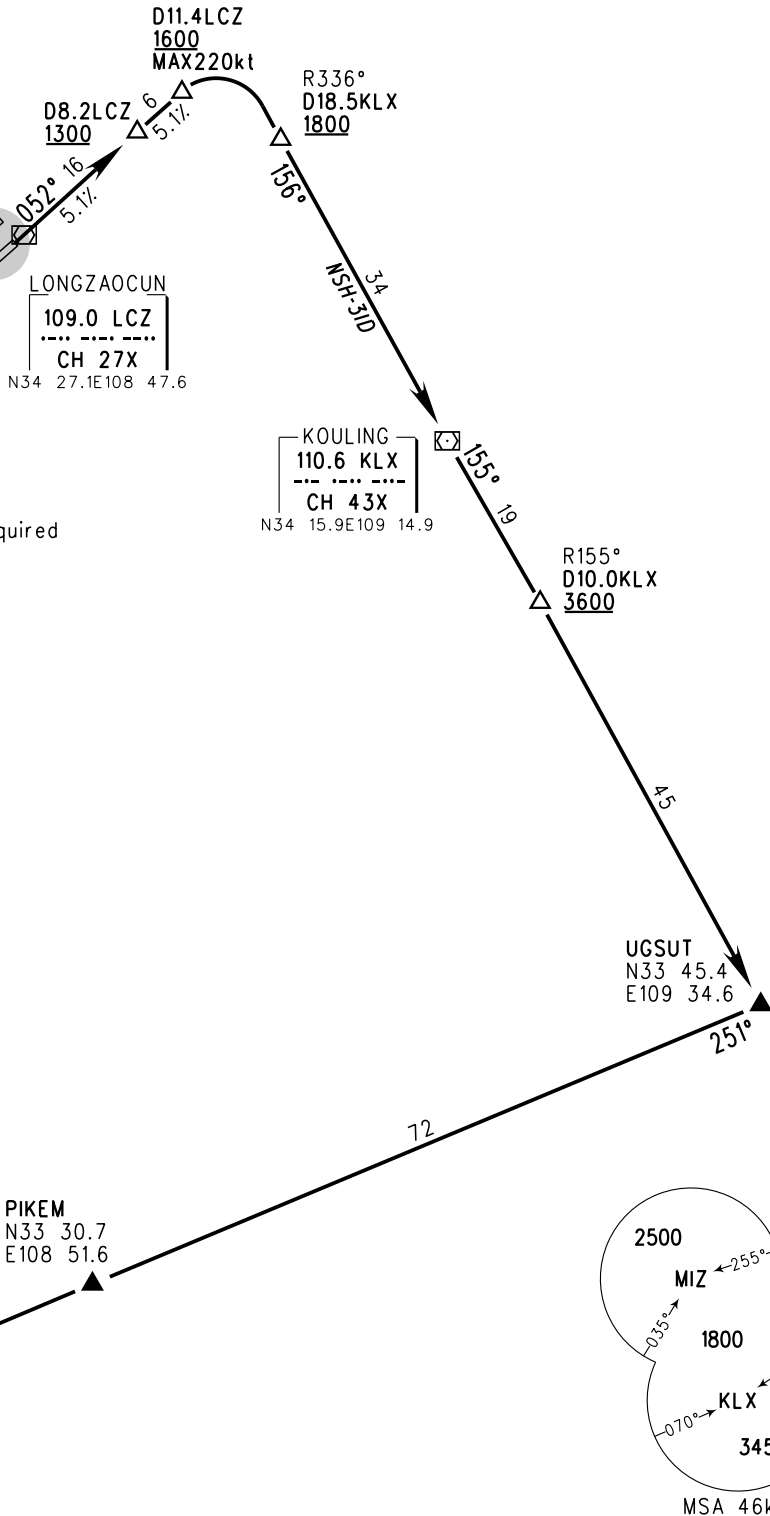 D11.4LCZ
1600
MAX220kt
R336°
D18.5KLX
1800
D8.2LCZ
1300
6
5.1%
052° 16
5.1%
156°
34
NSH-31D
LONGZAOCUN
109.0 LCZ
CH 27X
N34 27.1E108 47.6
KOULING
110.6 KLX
CH 43X
N34 15.9E109 14.9
155° 19
R155°
D10.0KLX
3600
45
UGSUT
N33 45.4
E109 34.6
251°
72
PIKEM
N33 30.7
E108 51.6
2500
MIZ
255°
035°
1800
KLX
070°
MSA